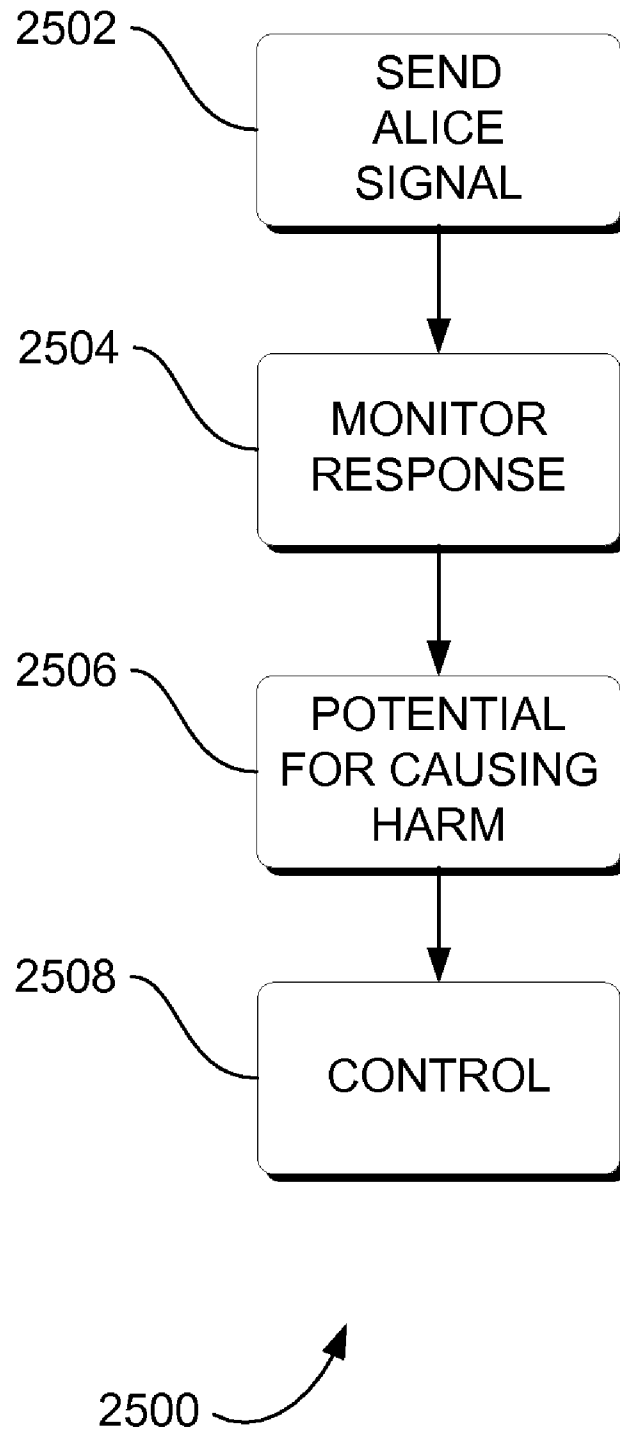 2502
SEND
ALICE
SIGNAL
2504
MONITOR
RESPONSE
2506
POTENTIAL
FOR CAUSING
HARM
2508
CONTROL
2500